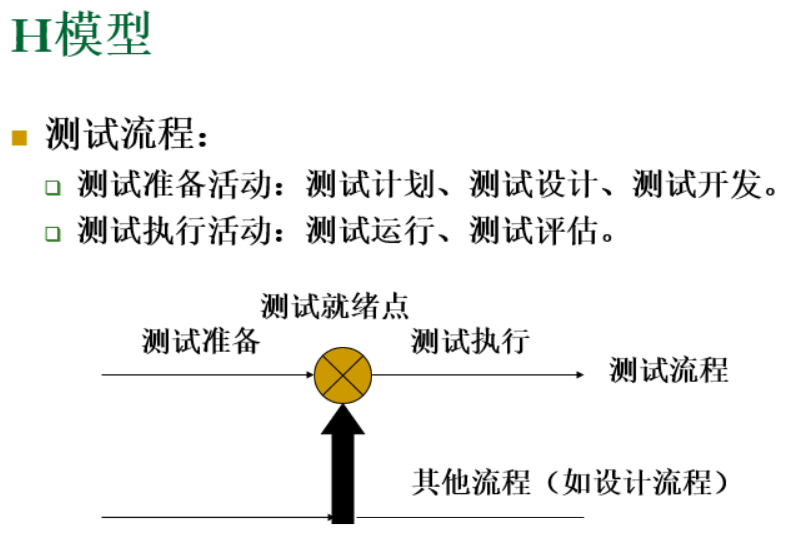 H模型
测试流程：
测试准备活动：测试计划、测试设计、测试开发。
测试执行活动：测试运行、测试评估。
测试就绪点
测试准备
测试执行
测试流程
其他流程（如设计流程）